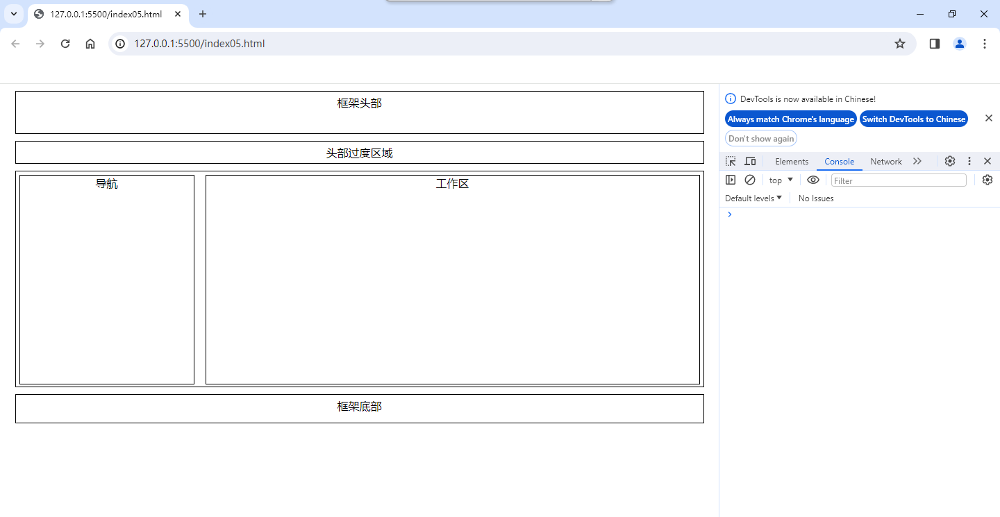 127.0.0.1:5500/index05.html
127.0.0.1:5500/index05.html
框架头部
头部过度区域
导航
工作区
框架底部
DevTools is now available in Chinese!
Always match Chrome's language
Switch DevTools to Chinese
Don't show again
Elements
Console
Network
top
Filter
Default levels
No Issues